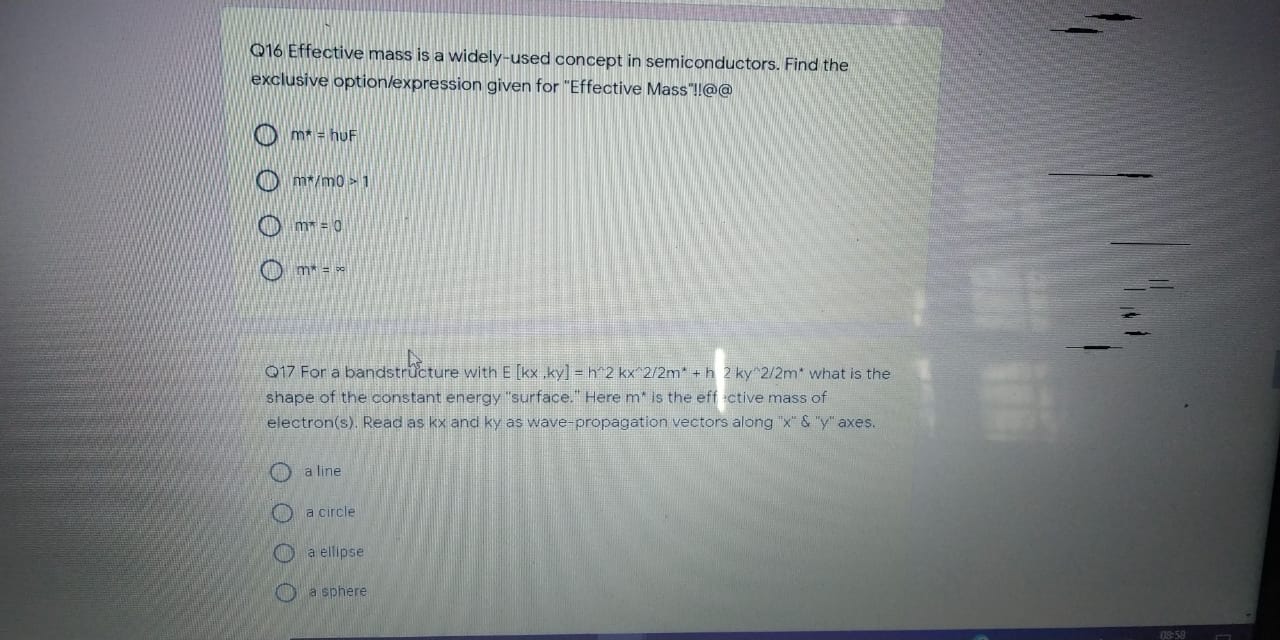 Q16 Effective mass is a widely-used concept in semiconductors. Find the
exclusive option/expression given for "Effective Mass"!!@@
m* = hυF
m*/m0 > 1
m* = 0
m* = ∞
Q17 For a bandstructure with E [kx ,ky] = h^2 kx^2/2m* + h 2 ky^2/2m* what is the
shape of the constant energy "surface." Here m* is the eff ctive mass of
electron(s). Read as kx and ky as wave-propagation vectors along "x" & "y" axes.
a line
a circle
a ellipse
a sphere
08:58